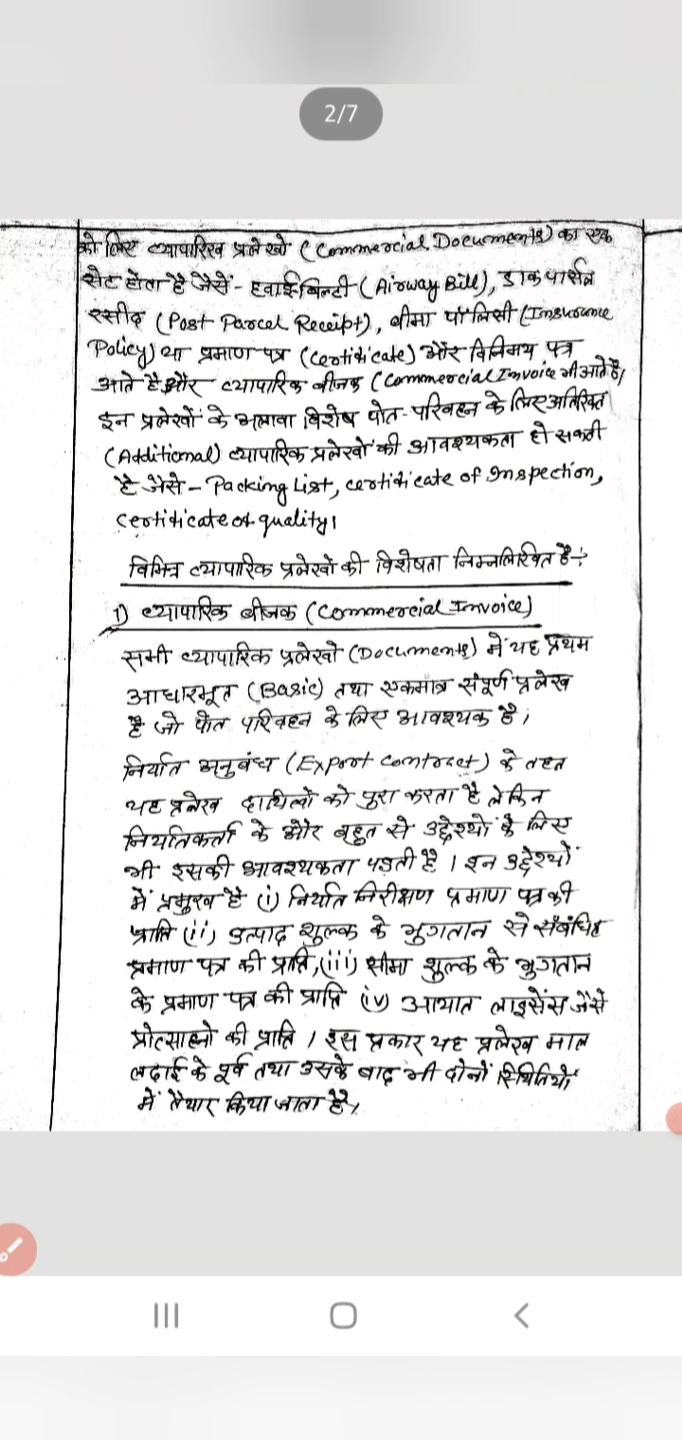 2/7
के लिए व्यापारिक प्रलेखो (Commercial Documents) का एक
सेट होता है जैसे - हवाई बिल्टी (Airway Bill), डाक पार्सल
रसीद (Post Parcel Receipt), बीमा पॉलिसी (Insurance
Policy) या प्रमाण पत्र (Certificate) और विनिमय पत्र
आते है और व्यापारिक बीजक (Commercial Invoice भी आते है।
इन प्रलेखों के अलावा विशेष पोत-परिवहन के लिए अतिरिक्त
(Additional) व्यापारिक प्रलेखों की आवश्यकता हो सकती
है जैसे - Packing List, certificate of Inspection,
certificate of quality।
विभिन्न व्यापारिक प्रलेखों की विशेषता निम्नलिखित है:-
1) व्यापारिक बीजक (Commercial Invoice)
सभी व्यापारिक प्रलेखो (Documents) में यह प्रथम
आधारभूत (Basic) तथा एकमात्र संपूर्ण प्रलेख
है जो पोत परिवहन के लिए आवश्यक है।
निर्यात अनुबंध (Export Contract) के तहत
यह प्रलेख दायित्वो को पुरा करता है लेकिन
निर्यातकर्ता के और बहुत से उद्देश्यों के लिए
भी इसकी आवश्यकता पड़ती है। इन उद्देश्यों
में प्रमुख है (i) निर्यात निरीक्षण प्रमाण पत्र की
प्राप्ति (ii) उत्पाद शुल्क के भुगतान से संबंधित
प्रमाण पत्र की प्राप्ति, (iii) सीमा शुल्क के भुगतान
के प्रमाण पत्र की प्राप्ति (iv) आयात लाइसेंस जैसे
प्रोत्साहनो की प्राप्ति। इस प्रकार यह प्रलेख माल
लदाई के पूर्व तथा उसके बाद भी दोनों स्थितियों
में तैयार किया जाता है।